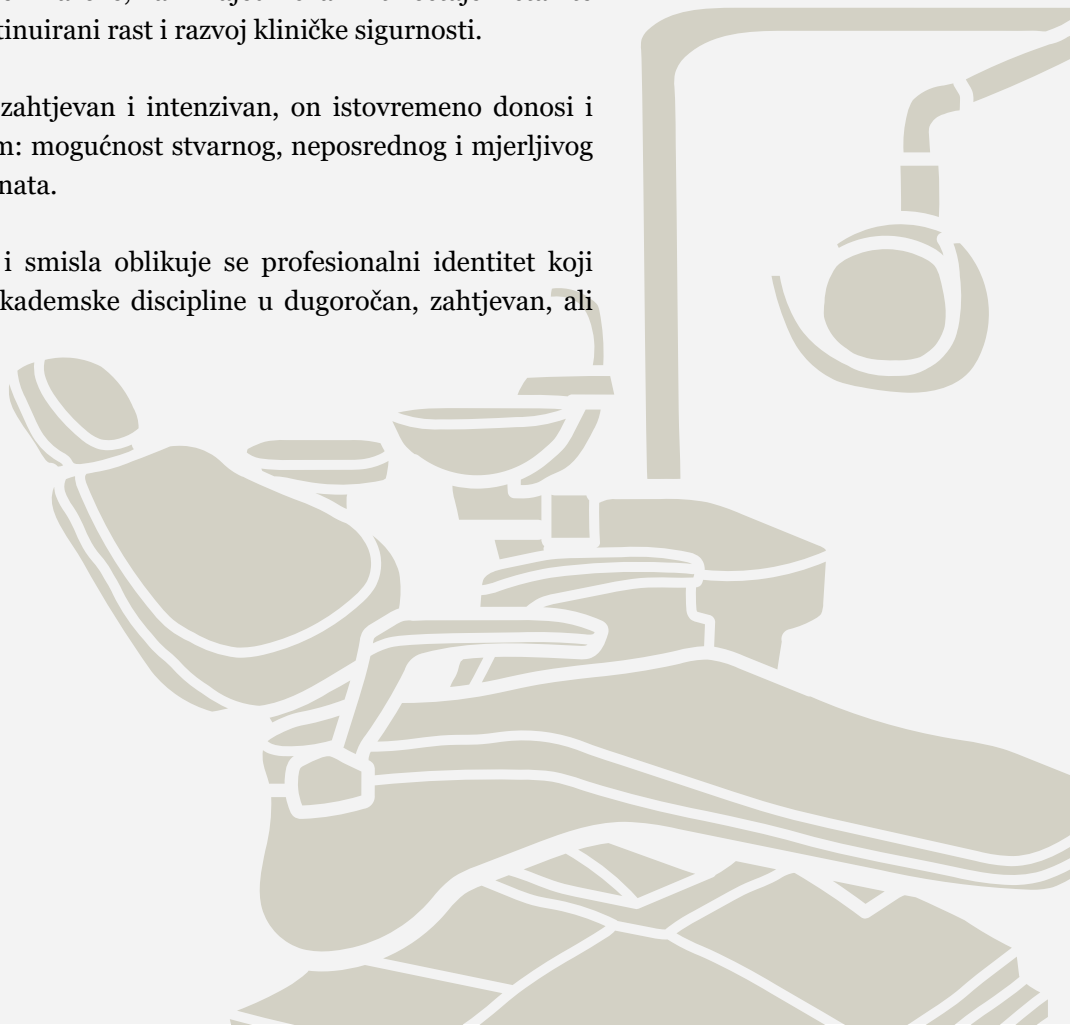 tinuirani rast i razvoj kliničke sigurnosti.
zahtjevan i intenzivan, on istovremeno donosi i
m: mogućnost stvarnog, neposrednog i mjerljivog
nata.
i smisla oblikuje se profesionalni identitet koji
kademske discipline u dugoročan, zahtjevan, ali